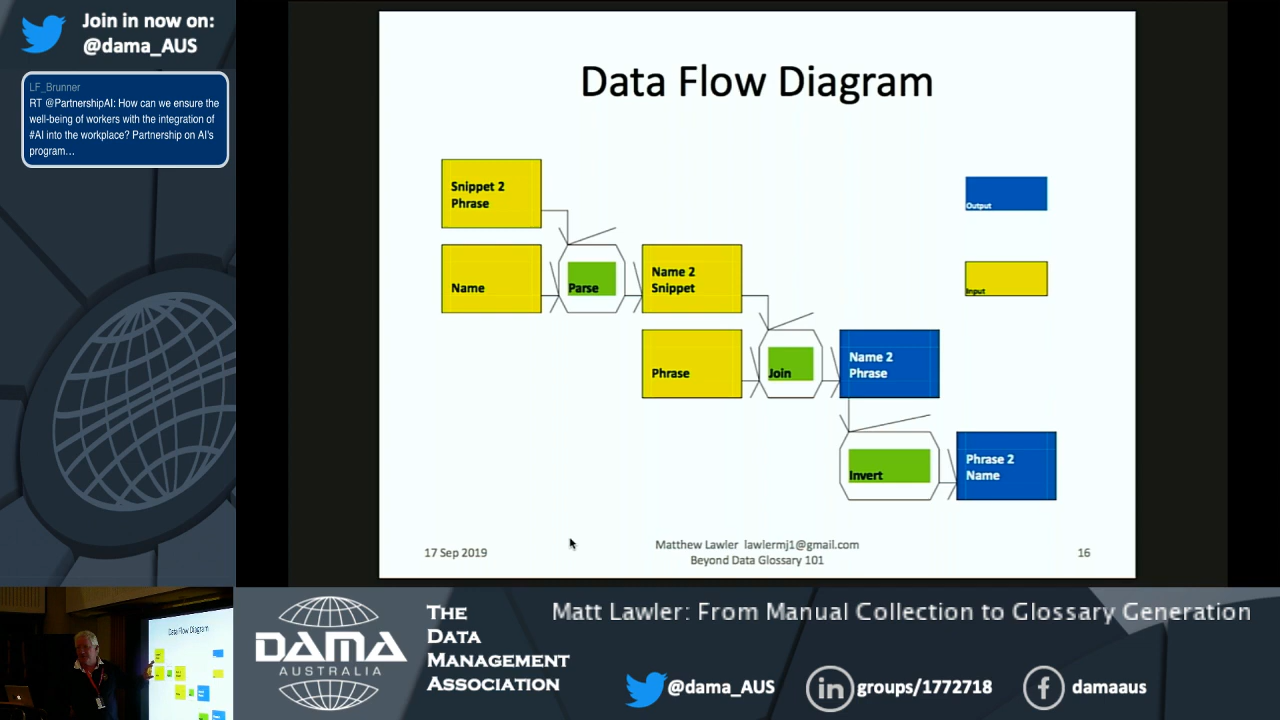 Join in now on:
@dama_AUS
LF_Brunner
RT @PartnershipAI: How can we ensure the
well-being of workers with the integration of
#AI into the workplace? Partnership on AI's
program…
Data Flow Diagram
Snippet 2
Phrase
Output
Name
Parse
Name 2
Snippet
Input
Phrase
Join
Name 2
Phrase
Invert
Phrase 2
Name
17 Sep 2019
Matthew Lawler lawlermj1@gmail.com
Beyond Data Glossary 101
16
Data Flow Diagram
DAMA
AUSTRALIA
THE
DATA
MANAGEMENT
ASSOCIATION
Matt Lawler: From Manual Collection to Glossary Generation
@dama_AUS
in
groups/1772718
f
damaaus